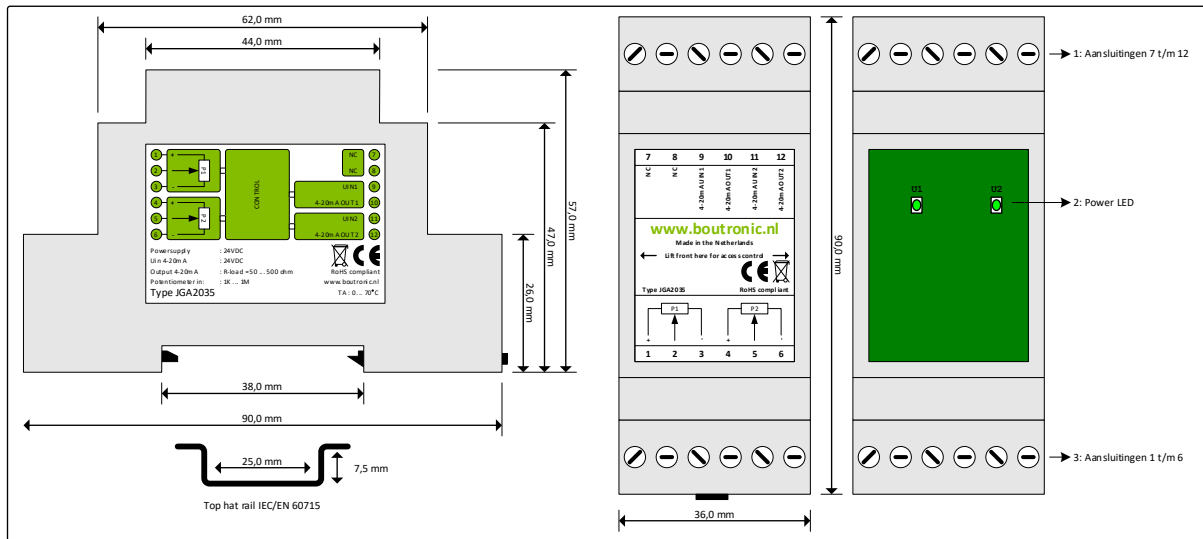 62,0 mm
44,0 mm
57,0 mm
47,0 mm
26,0 mm
1 + P1 NC 7
2 CONTROL NC 8
3 - UIN1 9
4 + 4-20mA OUT1 10
5 P2 UIN2 11
6 - 4-20mA OUT2 12
Powersupply : 24VDC
Uin 4-20mA : 24VDC
Output 4-20mA : R-load =50 ... 500 ohm
Potentiometer in: : 1K ... 1M
Type JGA2035
CE
RoHS compliant
www.boutronic.nl
TA : 0 ... 70°C
38,0 mm
90,0 mm
25,0 mm
7,5 mm
Top hat rail IEC/EN 60715
7 8 9 10 11 12
NC
NC
4-20mA UIN1
4-20mA OUT1
4-20mA UIN2
4-20mA OUT2
www.boutronic.nl
Made in the Netherlands
Lift front here for access control
CE
Type JGA2035 RoHS compliant
P1 P2
+ - + -
1 2 3 4 5 6
36,0 mm
90,0 mm
1: Aansluitingen 7 t/m 12
2: Power LED
3: Aansluitingen 1 t/m 6